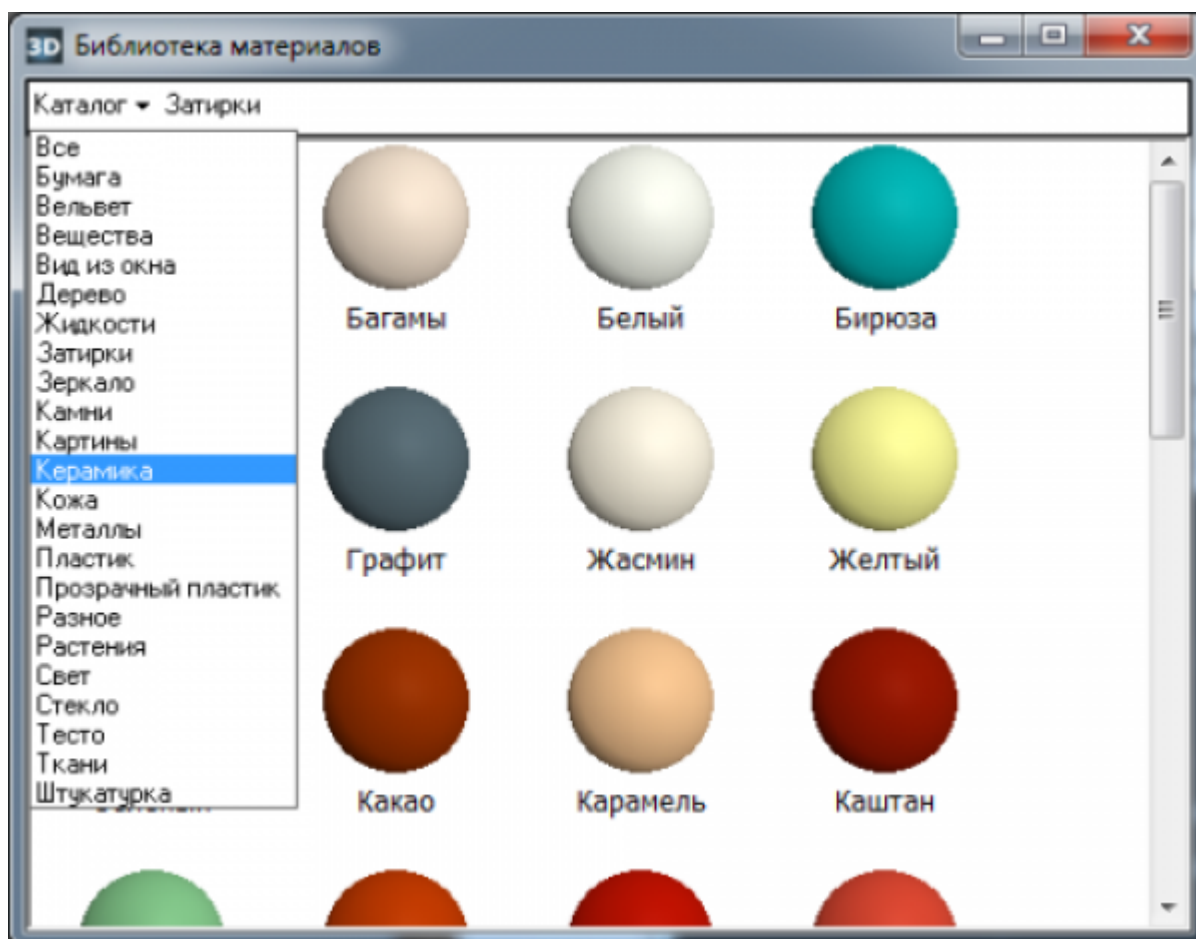 3D Библиотека материалов
Каталог Затирки
Все
Бумага
Вельвет
Вещества
Вид из окна
Дерево
Жидкости
Затирки
Зеркало
Камни
Картины
Керамика
Кожа
Металлы
Пластик
Прозрачный пластик
Разное
Растения
Свет
Стекло
Тесто
Ткани
Штукатурка
Багамы Белый Бирюза
Графит Жасмин Желтый
Какао Карамель Каштан